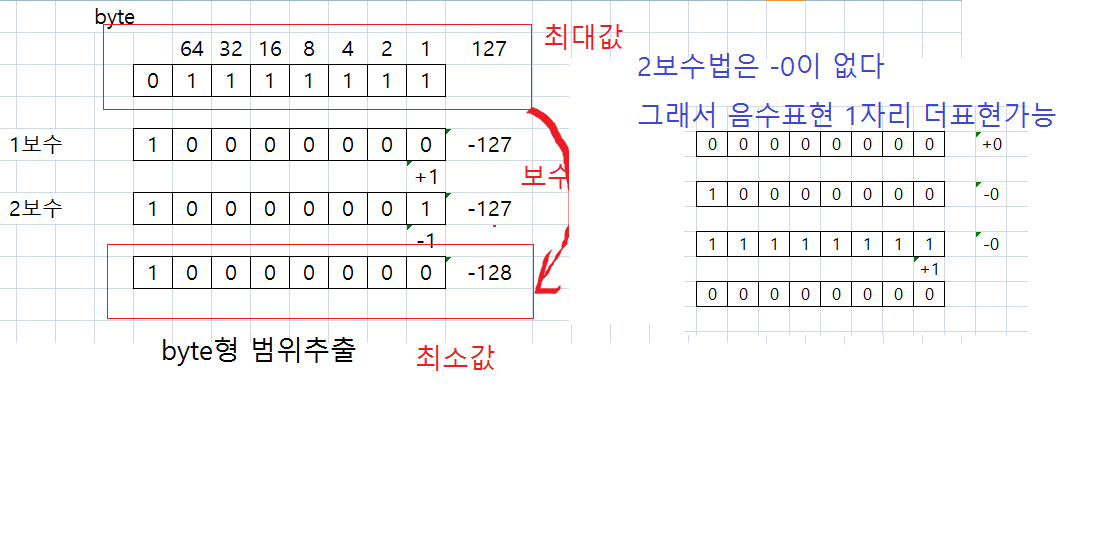 byte
64 32 16 8 4 2 1 127
최대값
0 1 1 1 1 1 1 1
1보수 1 0 0 0 0 0 0 0 -127
+1
보수
2보수 1 0 0 0 0 0 0 1 -127
-1
1 0 0 0 0 0 0 0 -128
byte형 범위추출
최소값
2보수법은 -0이 없다
그래서 음수표현 1자리 더표현가능
0 0 0 0 0 0 0 0 +0
1 0 0 0 0 0 0 0 -0
1 1 1 1 1 1 1 1 -0
+1
0 0 0 0 0 0 0 0